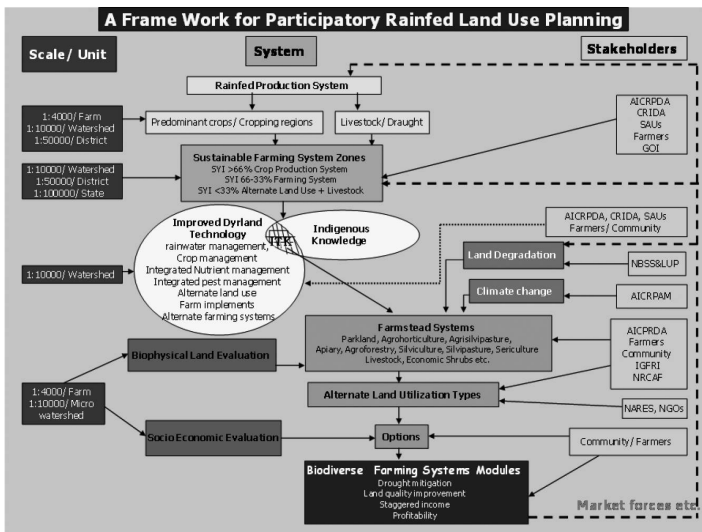 A Frame Work for Participatory Rainfed Land Use Planning
Scale/ Unit
System
Stakeholders
Rainfed Production System
1:4000/ Farm
1:10000/ Watershed
1:50000/ District
Predominant crops/ Cropping regions
Livestock/ Draught
AICRPDA
CRIDA
SAUs
Farmers
GOI
1:10000/ Watershed
1:50000/ District
1:100000/ State
Sustainable Farming System Zones
SYI >66% Crop Production System
SYI 66-33% Farming System
SYI <33% Alternate Land Use + Livestock
Improved Dyrland
Technology
rainwater management,
Crop management
Integrated Nutrient management
Integrated pest management
Alternate land use
Farm implements
Alternate farming systems
ITK
Indigenous
Knowledge
AICRPDA, CRIDA, SAUs
Farmers/ Community
1:10000/ Watershed
Land Degradation
NBSS&LUP
Climate change
AICRPAM
Farmstead Systems
Parkland, Agrohorticulture, Agrisilvipasture,
Apiary, Agroforestry, Silviculture, Silvipasture, Sericulture
Livestock, Economic Shrubs etc.
AICPRDA
Farmers
Community
IGFRI
NRCAF
Biophysical Land Evaluation
1:4000/ Farm
1:10000/ Micro
watershed
Alternate Land Utilization Types
NARES, NGOs
Socio Economic Evaluation
Options
Community/ Farmers
Biodiverse Farming Systems Modules
Drought mitigation
Land quality improvement
Staggered income
Profitability
Market forces etc.